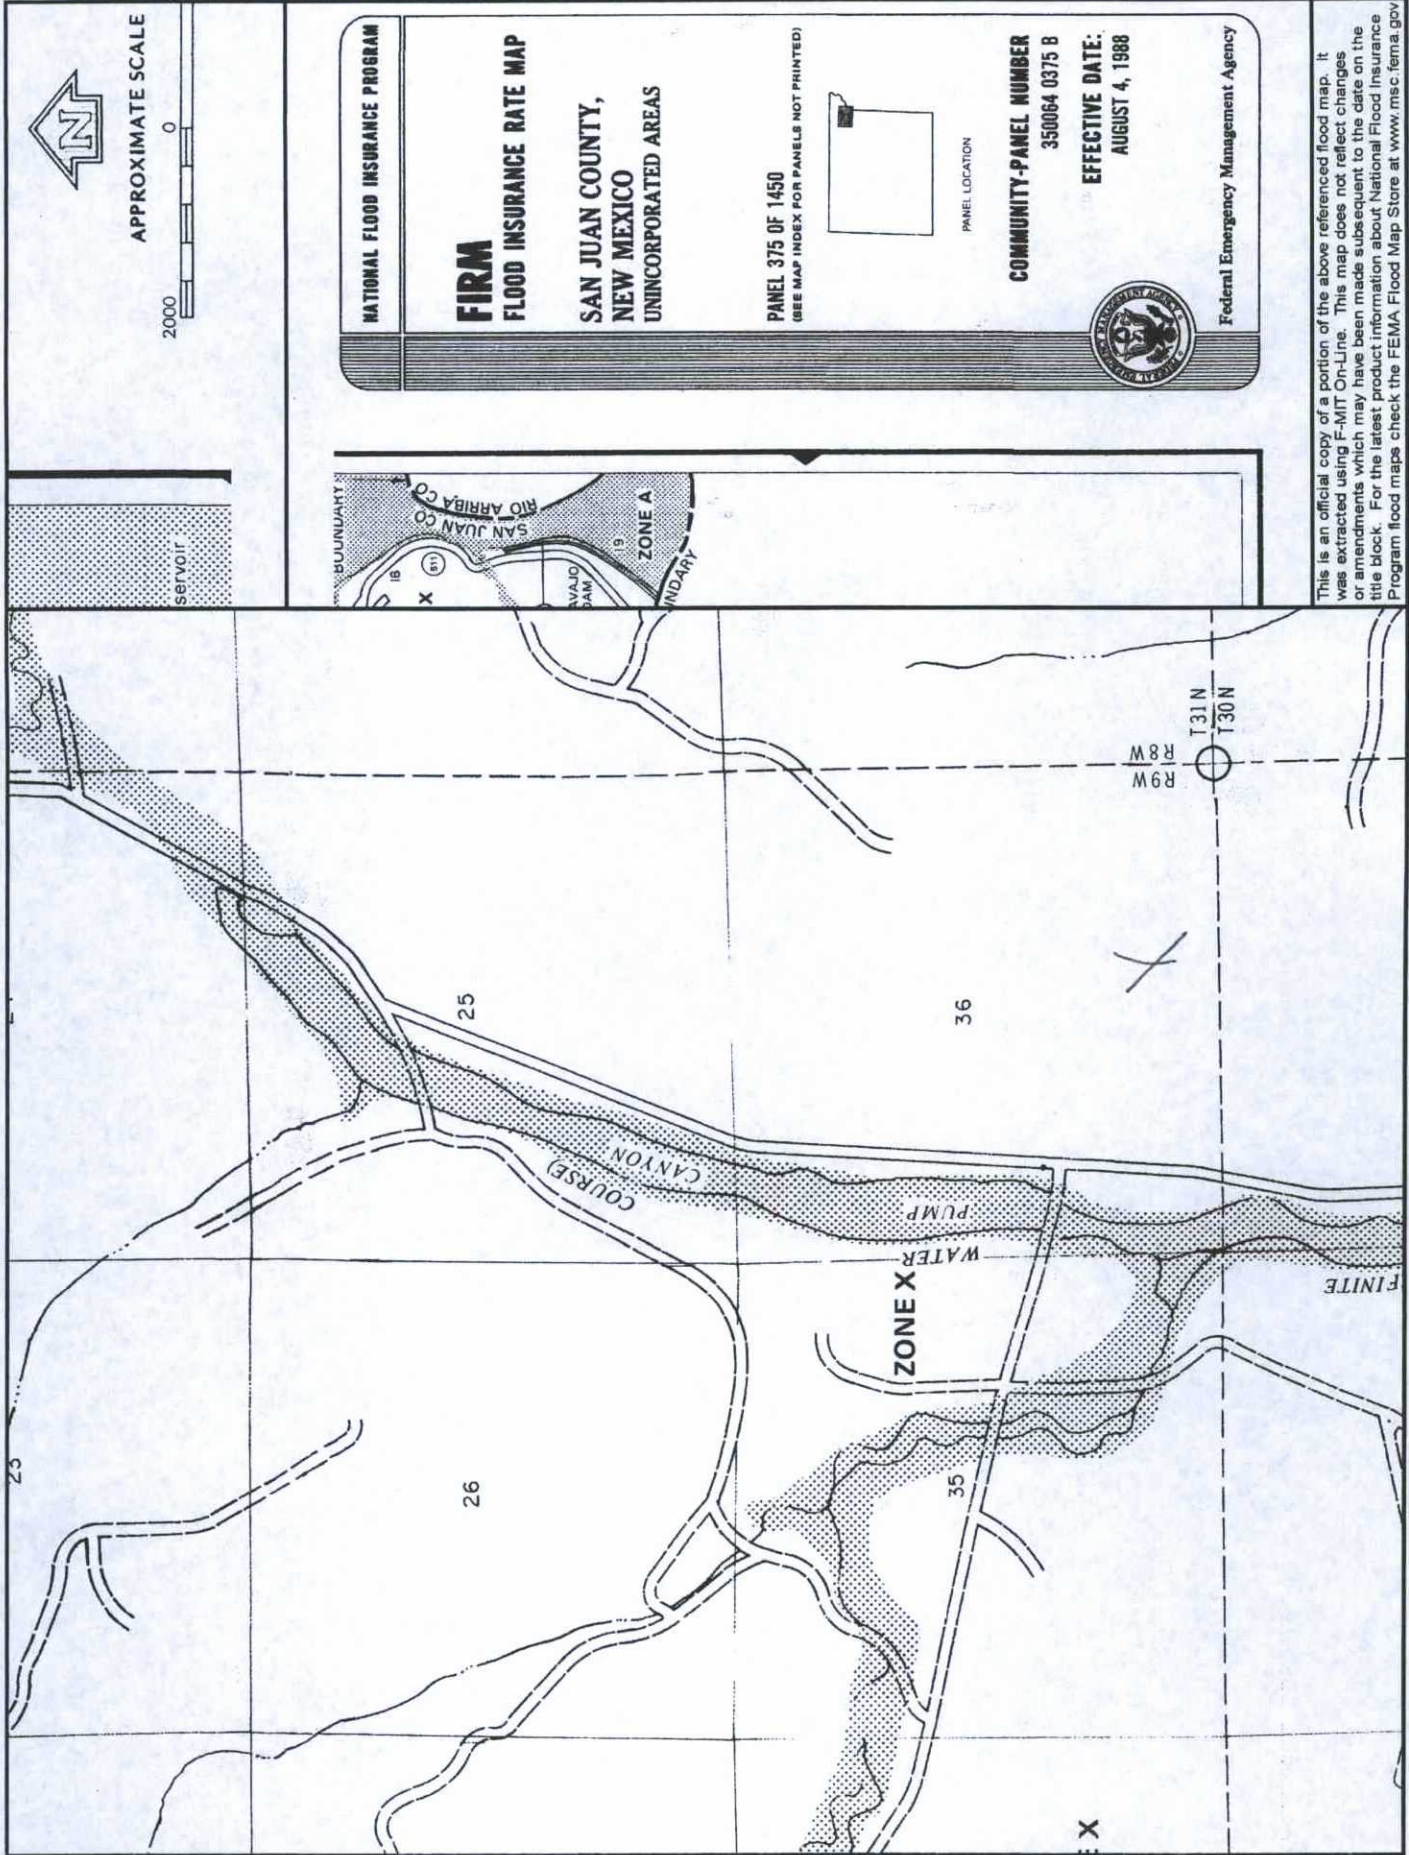 APPROXIMATE SCALE
2000 0
N
NATIONAL FLOOD INSURANCE PROGRAM
FIRM
FLOOD INSURANCE RATE MAP
SAN JUAN COUNTY,
NEW MEXICO
UNINCORPORATED AREAS
PANEL 375 OF 1450
(SEE MAP INDEX FOR PANELS NOT PRINTED)
PANEL LOCATION
COMMUNITY-PANEL NUMBER
350064 0375 B
EFFECTIVE DATE:
AUGUST 4, 1988
FEDERAL EMERGENCY MANAGEMENT AGENCY
Federal Emergency Management Agency
This is an official copy of a portion of the above referenced flood map. It
was extracted using F-MIT On-Line. This map does not reflect changes
or amendments which may have been made subsequent to the date on the
title block. For the latest product information about National Flood Insurance
Program flood maps check the FEMA Flood Map Store at www.msc.fema.gov
servoir
BOUNDARY
18
511
X
SAN JUAN CO
RIO ARRIBA CO
AVAJO
DAM
19
ZONE A
UNDARY
25
26
35
36
23
R9W
R8W
T31N
T30N
PUMP
CANYON
WATER
COURSE)
ZONE X
FINITE
E X